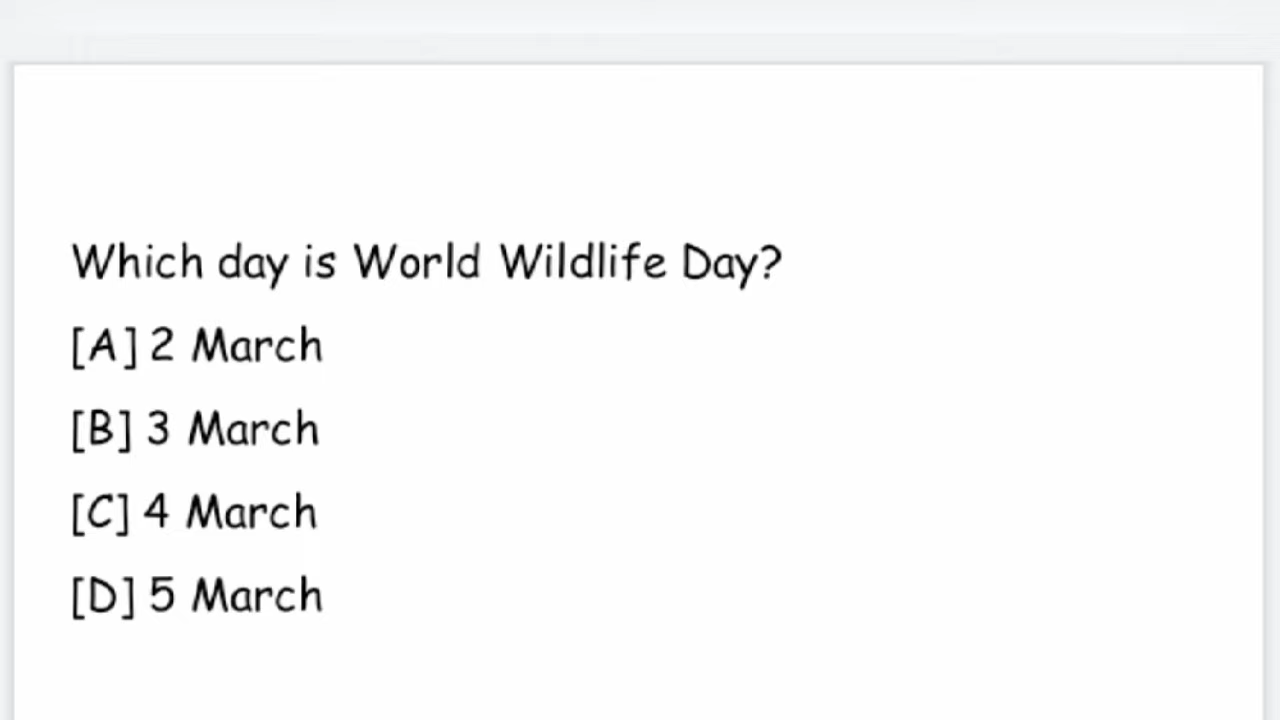 Which day is World Wildlife Day?
[A] 2 March
[B] 3 March
[C] 4 March
[D] 5 March